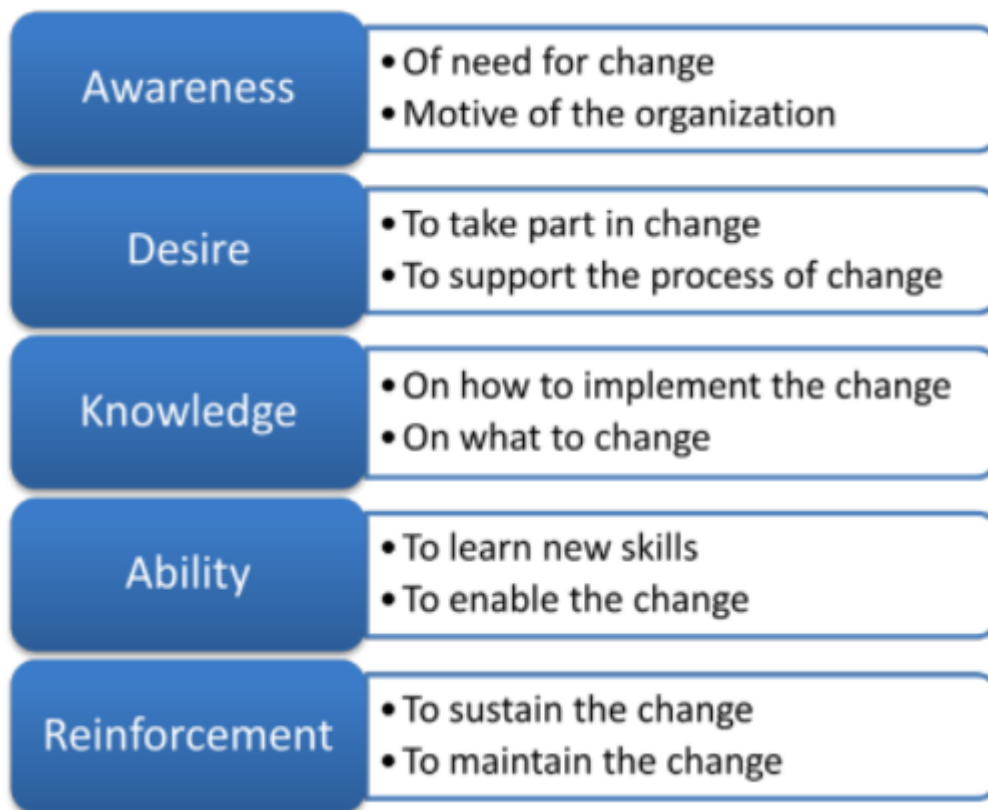 Awareness
• Of need for change
• Motive of the organization
Desire
• To take part in change
• To support the process of change
Knowledge
• On how to implement the change
• On what to change
Ability
• To learn new skills
• To enable the change
Reinforcement
• To sustain the change
• To maintain the change